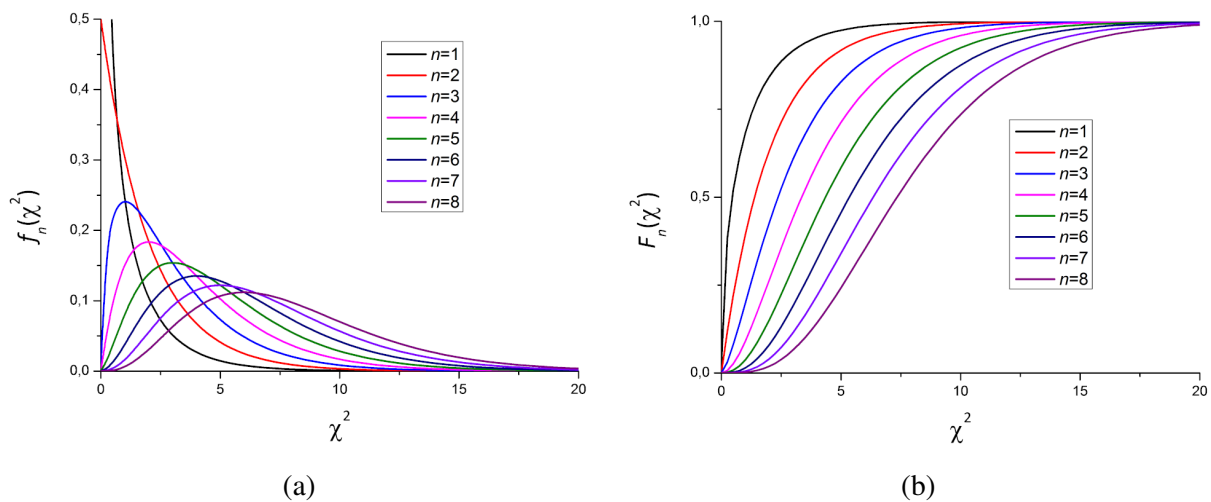 0,5
0,4
0,3
0,2
0,1
0,0
fₙ(χ²)
0
5
10
15
20
χ²
n=1
n=2
n=3
n=4
n=5
n=6
n=7
n=8
(a)
1,0
0,5
0,0
Fₙ(χ²)
0
5
10
15
20
χ²
n=1
n=2
n=3
n=4
n=5
n=6
n=7
n=8
(b)